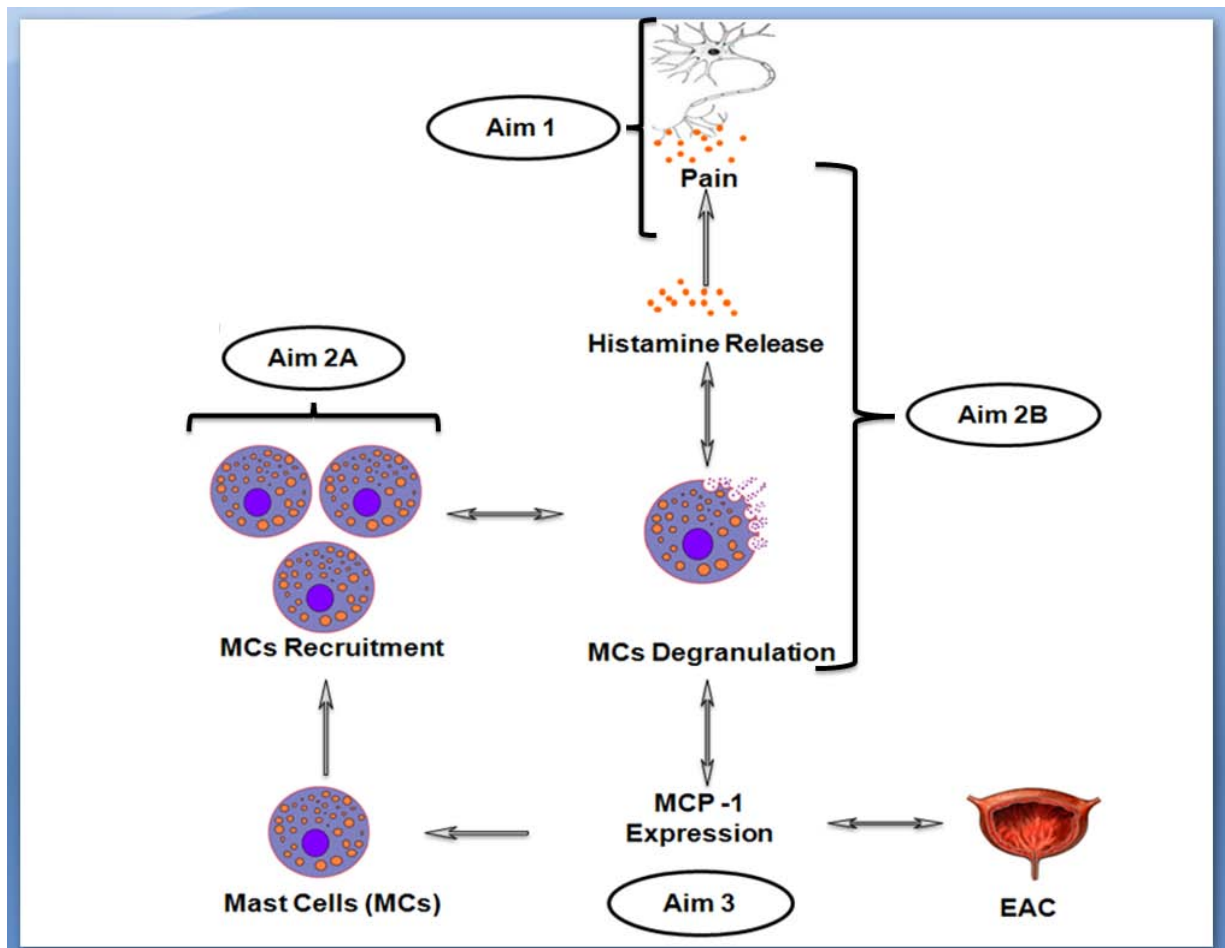 Aim 1
Pain
Histamine Release
Aim 2A
Aim 2B
MCs Recruitment
MCs Degranulation
MCP -1
Expression
Mast Cells (MCs)
Aim 3
EAC